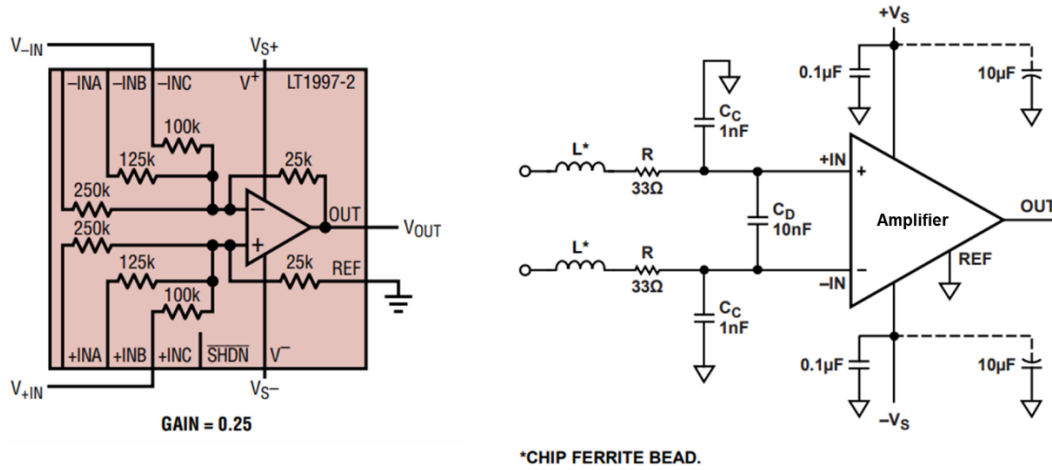 V-IN
VS+
–INA
–INB
–INC
V+
LT1997-2
100k
125k
25k
250k
250k
OUT
VOUT
125k
25k
REF
100k
+INA
+INB
+INC
SHDN
V–
V+IN
VS–
GAIN = 0.25
+VS
0.1µF
10µF
CC
1nF
L*
R
33Ω
+IN
+
CD
10nF
Amplifier
OUT
L*
R
33Ω
–IN
–
REF
CC
1nF
0.1µF
10µF
–VS
*CHIP FERRITE BEAD.